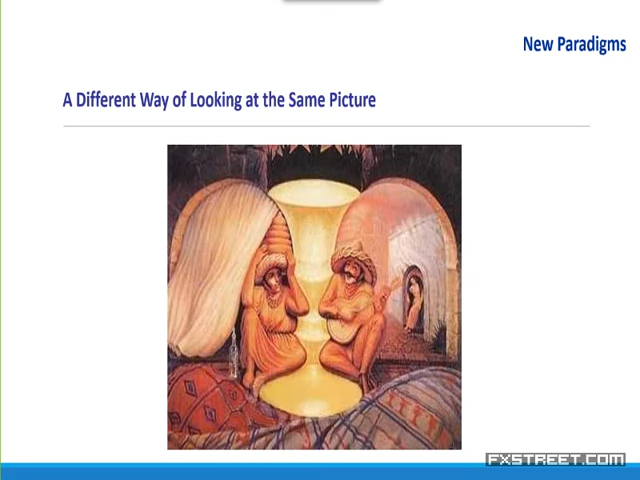 New Paradigms
A Different Way of Looking at the Same Picture
FXSTREET.COM